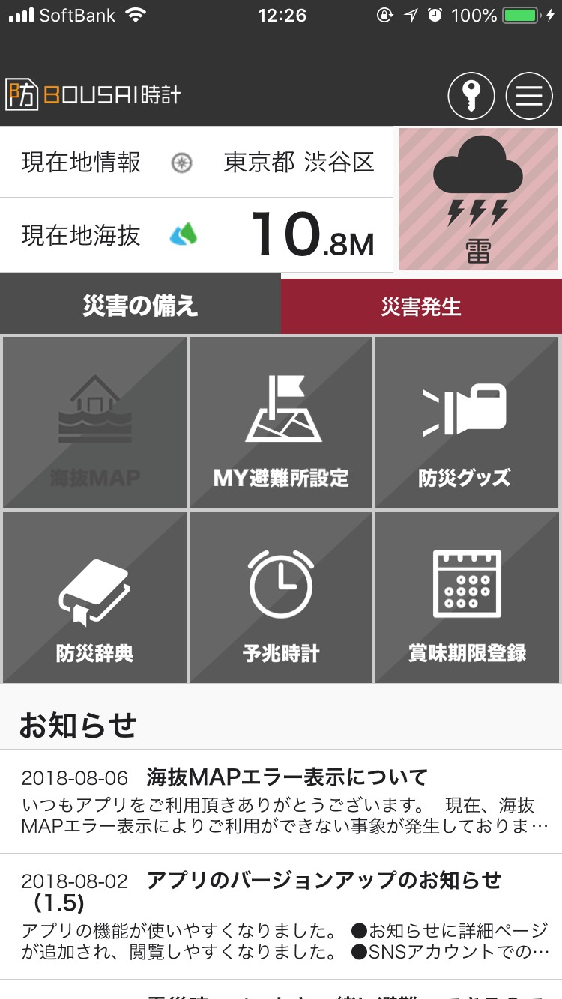 SoftBank 12:26 100%
防 BOUSAI時計
現在地情報 東京都 渋谷区
現在地海抜 10.8M
雷
災害の備え 災害発生
海抜MAP MY避難所設定 防災グッズ
防災辞典 予兆時計 賞味期限登録
お知らせ
2018-08-06 海抜MAPエラー表示について
いつもアプリをご利用頂きありがとうございます。 現在、海抜
MAPエラー表示によりご利用ができない事象が発生しておりま…
2018-08-02 アプリのバージョンアップのお知らせ
（1.5)
アプリの機能が使いやすくなりました。 ●お知らせに詳細ページ
が追加され、閲覧しやすくなりました。 ●SNSアカウントでの…